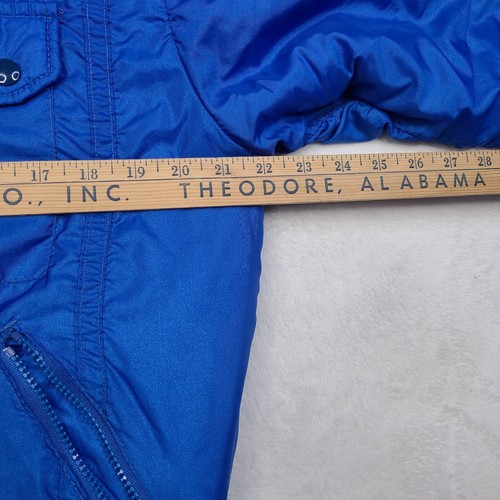 17 18 19 20 21 22 23 24 25 26 27 28
O., INC. THEODORE, ALABAMA